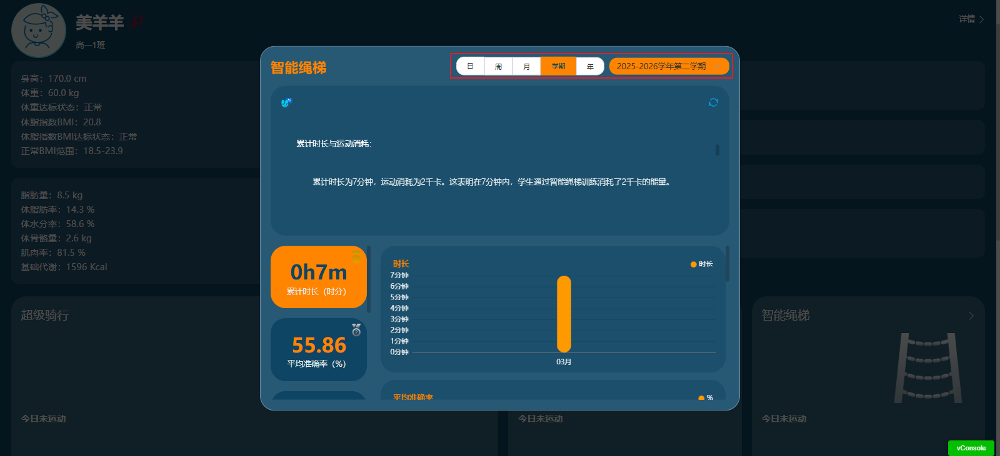 美羊羊
高一1班
详情
身高：170.0 cm
体重：60.0 kg
体重达标状态：正常
体脂指数BMI：20.8
体脂指数BMI达标状态：正常
正常BMI范围：18.5-23.9
脂肪量：8.5 kg
体脂肪率：14.3 %
体水分率：58.6 %
体骨骼量：2.6 kg
肌肉率：81.5 %
基础代谢：1596 Kcal
超级骑行
今日未运动
智能绳梯
日 周 月 学期 年 2025-2026学年第二学期
累计时长与运动消耗:
累计时长为7分钟，运动消耗为2千卡。这表明在7分钟内，学生通过智能绳梯训练消耗了2千卡的能量。
0h7m
累计时长（时分）
55.86
平均准确率（%）
时长
时长
7分钟
6分钟
5分钟
4分钟
3分钟
2分钟
1分钟
0分钟
03月
平均准确率
%
今日未运动
智能绳梯
今日未运动
vConsole